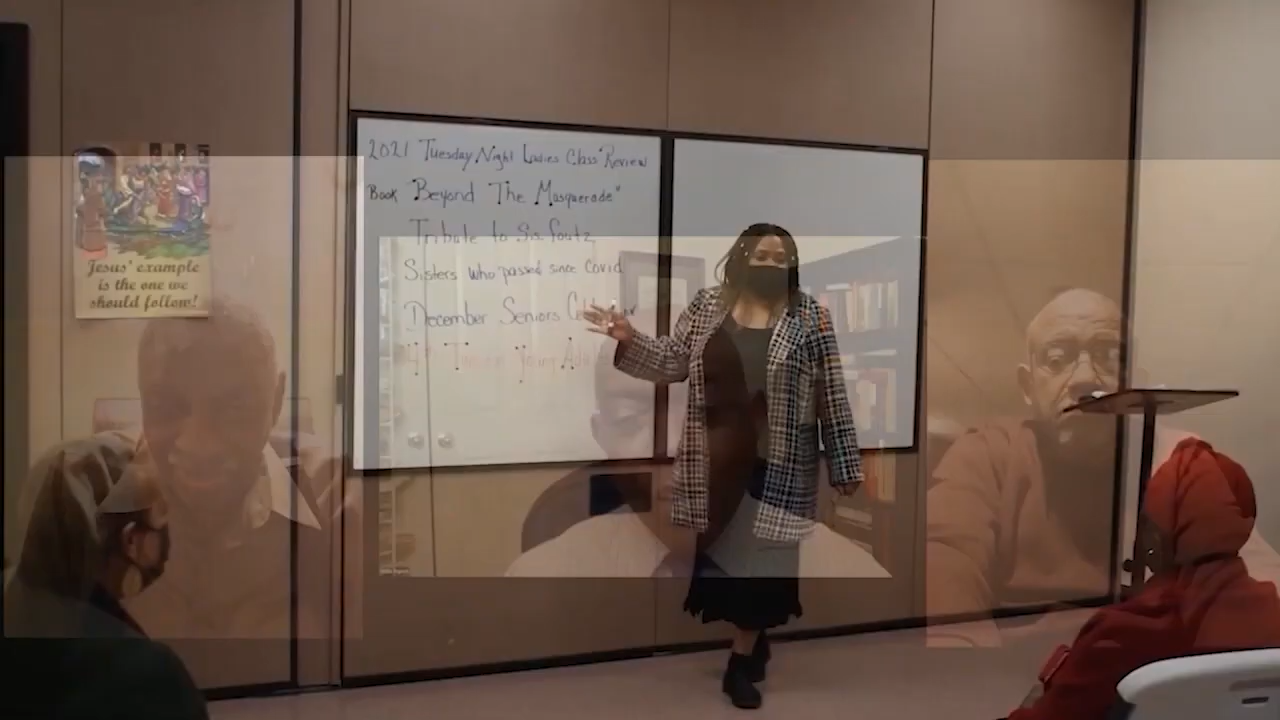 2021 Tuesday Night Ladies Class Review
Book "Beyond The Masquerade"
Tribute to Sis. Foutz
Sisters who passed since Covid
December Seniors
Young
Jesus' example
is the one we
should follow!